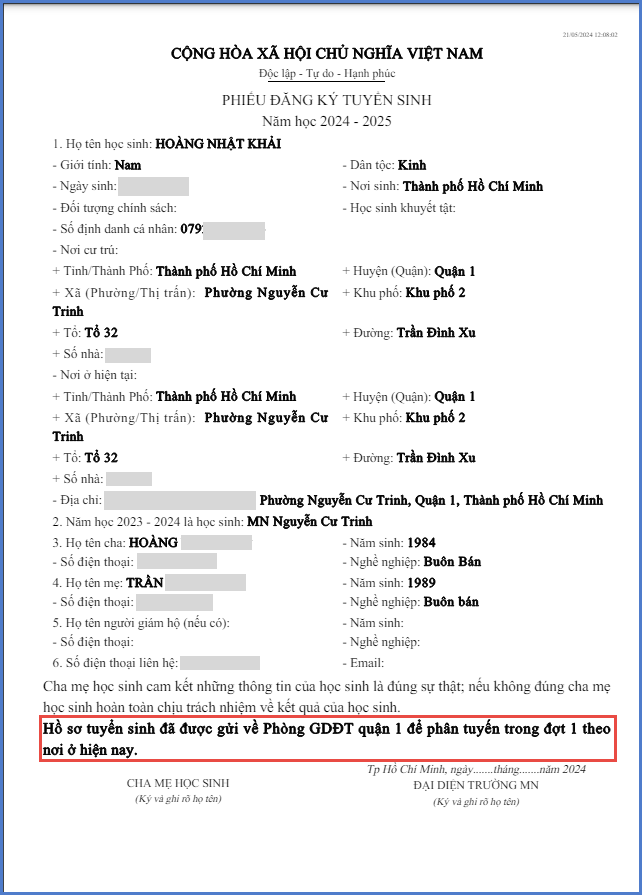 21/05/2024 12:08:02
CỘNG HÒA XÃ HỘI CHỦ NGHĨA VIỆT NAM
Độc lập - Tự do - Hạnh phúc
PHIẾU ĐĂNG KÝ TUYỂN SINH
Năm học 2024 - 2025
1. Họ tên học sinh: HOÀNG NHẬT KHẢI
- Giới tính: Nam - Dân tộc: Kinh
- Ngày sinh: - Nơi sinh: Thành phố Hồ Chí Minh
- Đối tượng chính sách: - Học sinh khuyết tật:
- Số định danh cá nhân: 079
- Nơi cư trú:
+ Tỉnh/Thành Phố: Thành phố Hồ Chí Minh + Huyện (Quận): Quận 1
+ Xã (Phường/Thị trấn): Phường Nguyễn Cư + Khu phố: Khu phố 2
Trinh
+ Tổ: Tổ 32 + Đường: Trần Đình Xu
+ Số nhà:
- Nơi ở hiện tại:
+ Tỉnh/Thành Phố: Thành phố Hồ Chí Minh + Huyện (Quận): Quận 1
+ Xã (Phường/Thị trấn): Phường Nguyễn Cư + Khu phố: Khu phố 2
Trinh
+ Tổ: Tổ 32 + Đường: Trần Đình Xu
+ Số nhà:
- Địa chỉ: Phường Nguyễn Cư Trinh, Quận 1, Thành phố Hồ Chí Minh
2. Năm học 2023 - 2024 là học sinh: MN Nguyễn Cư Trinh
3. Họ tên cha: HOÀNG - Năm sinh: 1984
- Số điện thoại: - Nghề nghiệp: Buôn Bán
4. Họ tên mẹ: TRẦN - Năm sinh: 1989
- Số điện thoại: - Nghề nghiệp: Buôn bán
5. Họ tên người giám hộ (nếu có): - Năm sinh:
- Số điện thoại: - Nghề nghiệp:
6. Số điện thoại liên hệ: - Email:
Cha mẹ học sinh cam kết những thông tin của học sinh là đúng sự thật; nếu không đúng cha mẹ
học sinh hoàn toàn chịu trách nhiệm về kết quả của học sinh.
Hồ sơ tuyển sinh đã được gửi về Phòng GDĐT quận 1 để phân tuyến trong đợt 1 theo
nơi ở hiện nay.
Tp Hồ Chí Minh, ngày.......tháng.......năm 2024
CHA MẸ HỌC SINH ĐẠI DIỆN TRƯỜNG MN
(Ký và ghi rõ họ tên) (Ký và ghi rõ họ tên)